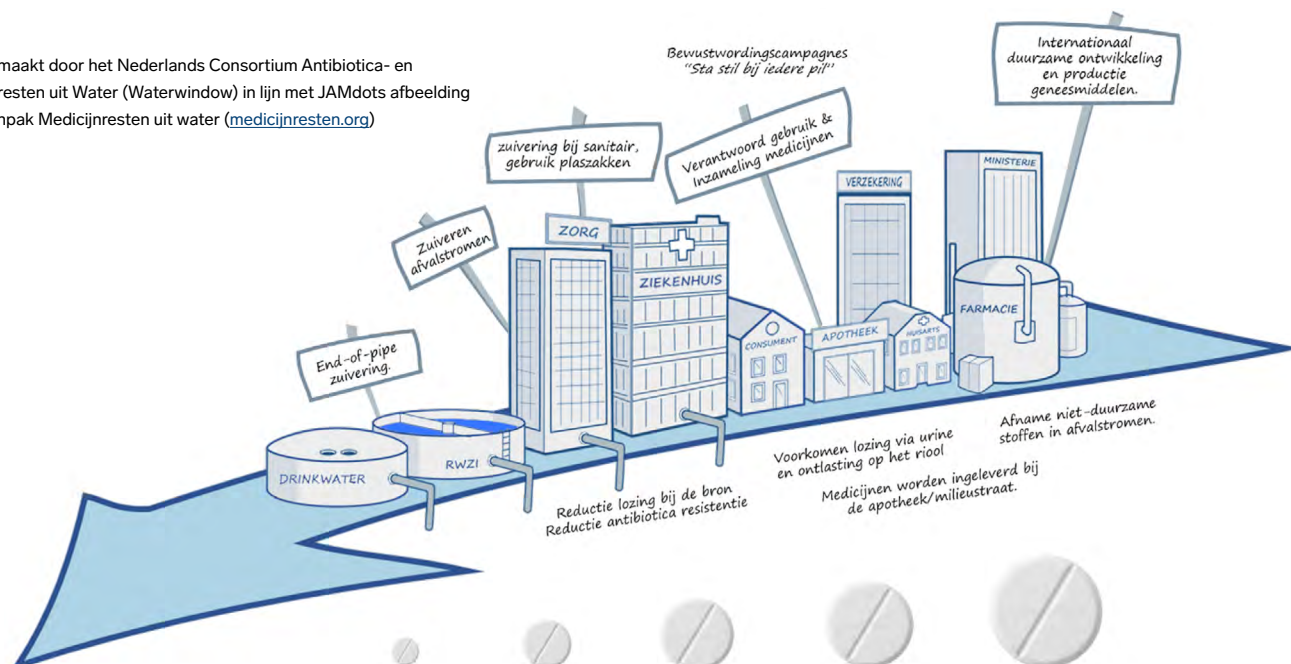 maakt door het Nederlands Consortium Antibiotica- en
resten uit Water (Waterwindow) in lijn met JAMdots afbeelding
npak Medicijnresten uit water (medicijnresten.org)
Bewustwordingscampagnes
"Sta stil bij iedere pil"
Internationaal
duurzame ontwikkeling
en productie
geneesmiddelen.
zuivering bij sanitair,
gebruik plaszakken
Verantwoord gebruik &
Inzameling medicijnen
Zuiveren
afvalstromen
End-of-pipe
zuivering.
DRINKWATER
RWZI
ZORG
ZIEKENHUIS
CONSUMENT
APOTHEEK
HUISARTS
VERZEKERING
MINISTERIE
FARMACIE
Reductie lozing bij de bron
Reductie antibiotica resistentie
Voorkomen lozing via urine
en ontlasting op het riool
Medicijnen worden ingeleverd bij
de apotheek/milieustraat.
Afname niet-duurzame
stoffen in afvalstromen.